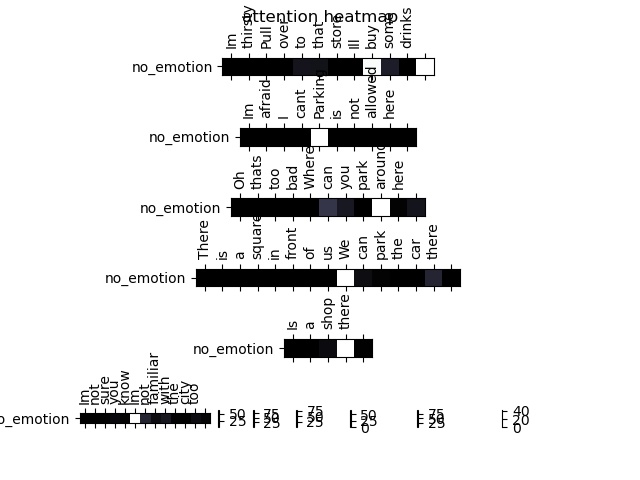 attention heatmap
Im thirsty Pull over to that store Ill buy some drinks
no_emotion
Im afraid I cant Parking is not allowed here
no_emotion
Oh thats too bad Where can you park around here
no_emotion
There is a square in front of us We can park the car there
no_emotion
Is a shop there
no_emotion
Im not sure you know Im not familiar with the city too
o_emotion
50 75 75 50 75 40
25 50 50 25 50 20
25 25 0 25 0